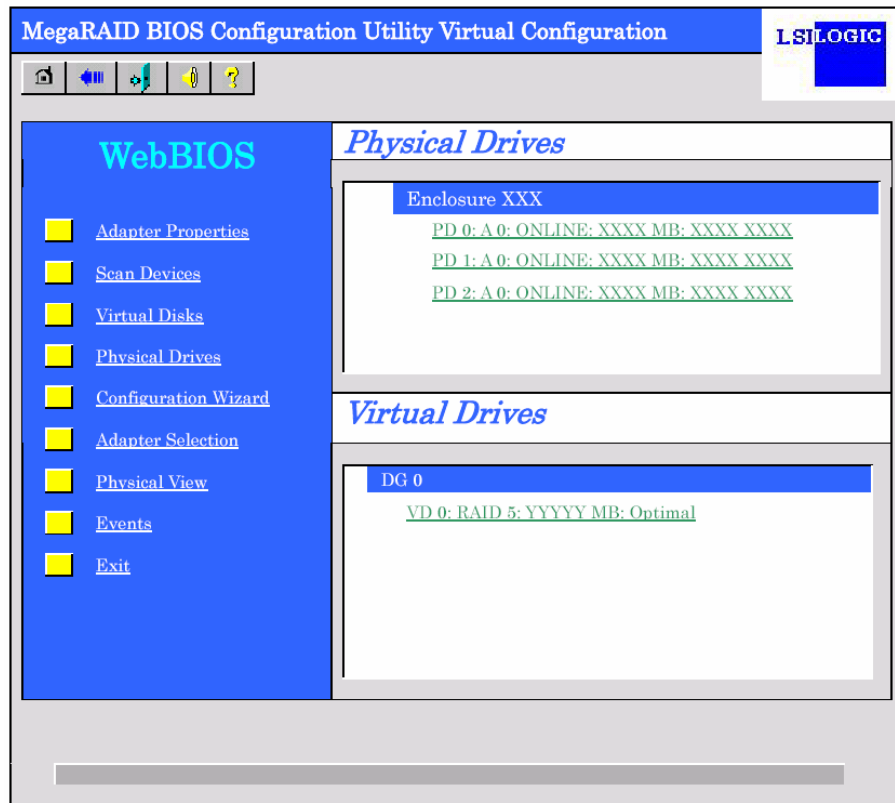 MegaRAID BIOS Configuration Utility Virtual Configuration
LSI LOGIC
WebBIOS
Adapter Properties
Scan Devices
Virtual Disks
Physical Drives
Configuration Wizard
Adapter Selection
Physical View
Events
Exit
Physical Drives
Enclosure XXX
PD 0: A 0: ONLINE: XXXX MB: XXXX XXXX
PD 1: A 0: ONLINE: XXXX MB: XXXX XXXX
PD 2: A 0: ONLINE: XXXX MB: XXXX XXXX
Virtual Drives
DG 0
VD 0: RAID 5: YYYYY MB: Optimal